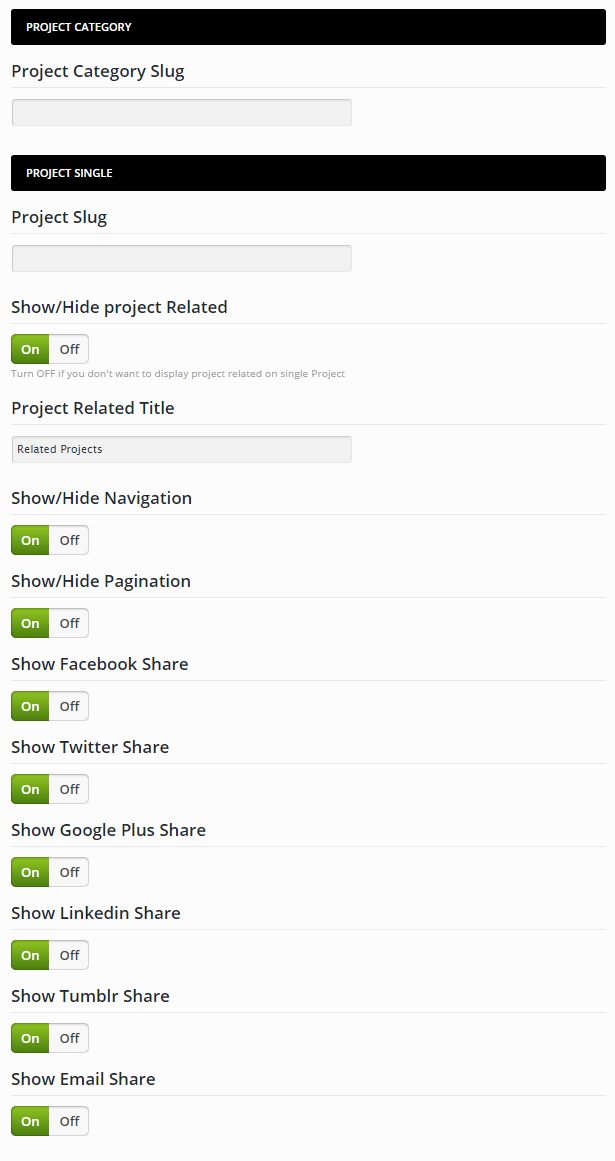 PROJECT CATEGORY
Project Category Slug
PROJECT SINGLE
Project Slug
Show/Hide project Related
On Off
Turn OFF if you don't want to display project related on single Project
Project Related Title
Related Projects
Show/Hide Navigation
On Off
Show/Hide Pagination
On Off
Show Facebook Share
On Off
Show Twitter Share
On Off
Show Google Plus Share
On Off
Show Linkedin Share
On Off
Show Tumblr Share
On Off
Show Email Share
On Off